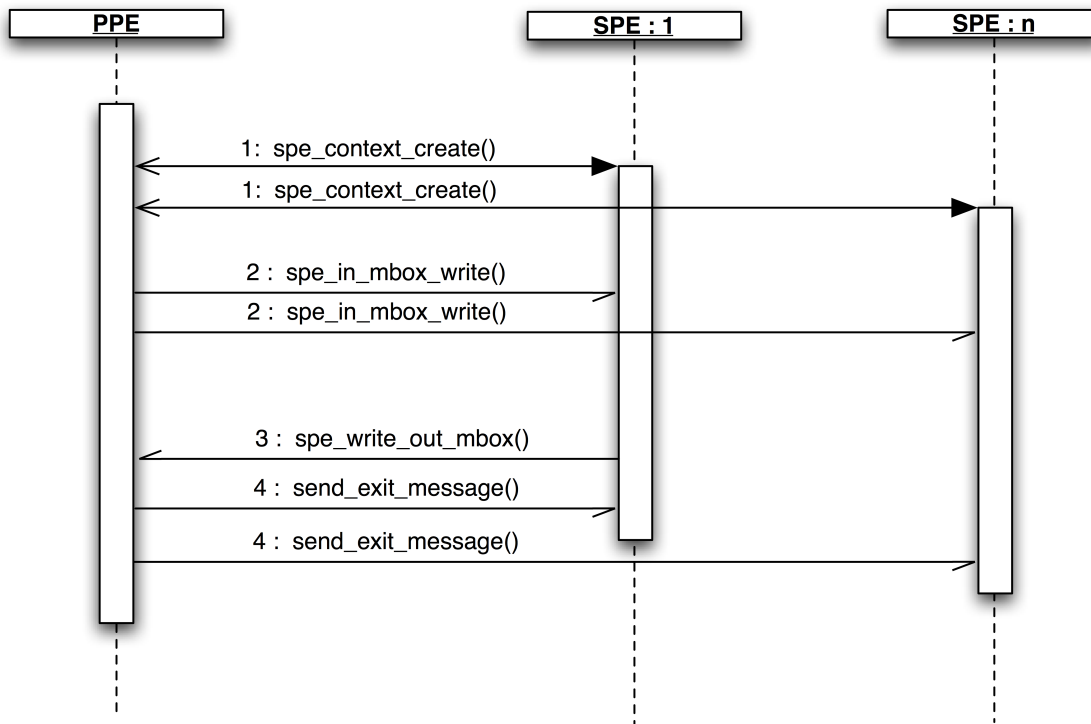 PPE
SPE : 1
SPE : n
1:  spe_context_create()
1:  spe_context_create()
2 :  spe_in_mbox_write()
2 :  spe_in_mbox_write()
3 :  spe_write_out_mbox()
4 :  send_exit_message()
4 :  send_exit_message()